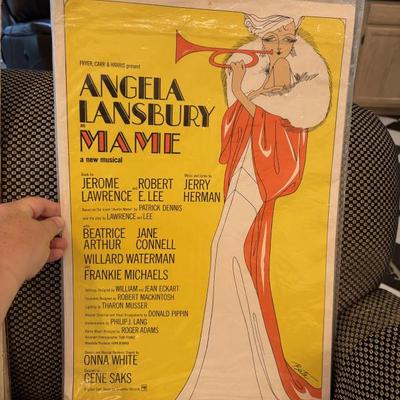 FRYER, CARR & HARRIS present
ANGELA
LANSBURY
as
MAME
a new musical
Book by
JEROME LAWRENCE and ROBERT E. LEE
Music and Lyrics by
JERRY HERMAN
Based on the novel "Auntie Mame" by PATRICK DENNIS
and the play by LAWRENCE and LEE
with
BEATRICE ARTHUR
JANE CONNELL
WILLARD WATERMAN
and
FRANKIE MICHAELS
Settings Designed by WILLIAM and JEAN ECKART
Costumes Designed by ROBERT MACKINTOSH
Lighting by THARON MUSSER
Musical Direction and Vocal Arrangements by DONALD PIPPIN
Orchestrations by PHILIP J. LANG
Dance Music Arranged by ROGER ADAMS
Dances and Musical Numbers Staged by
ONNA WHITE
Directed by
GENE SAKS